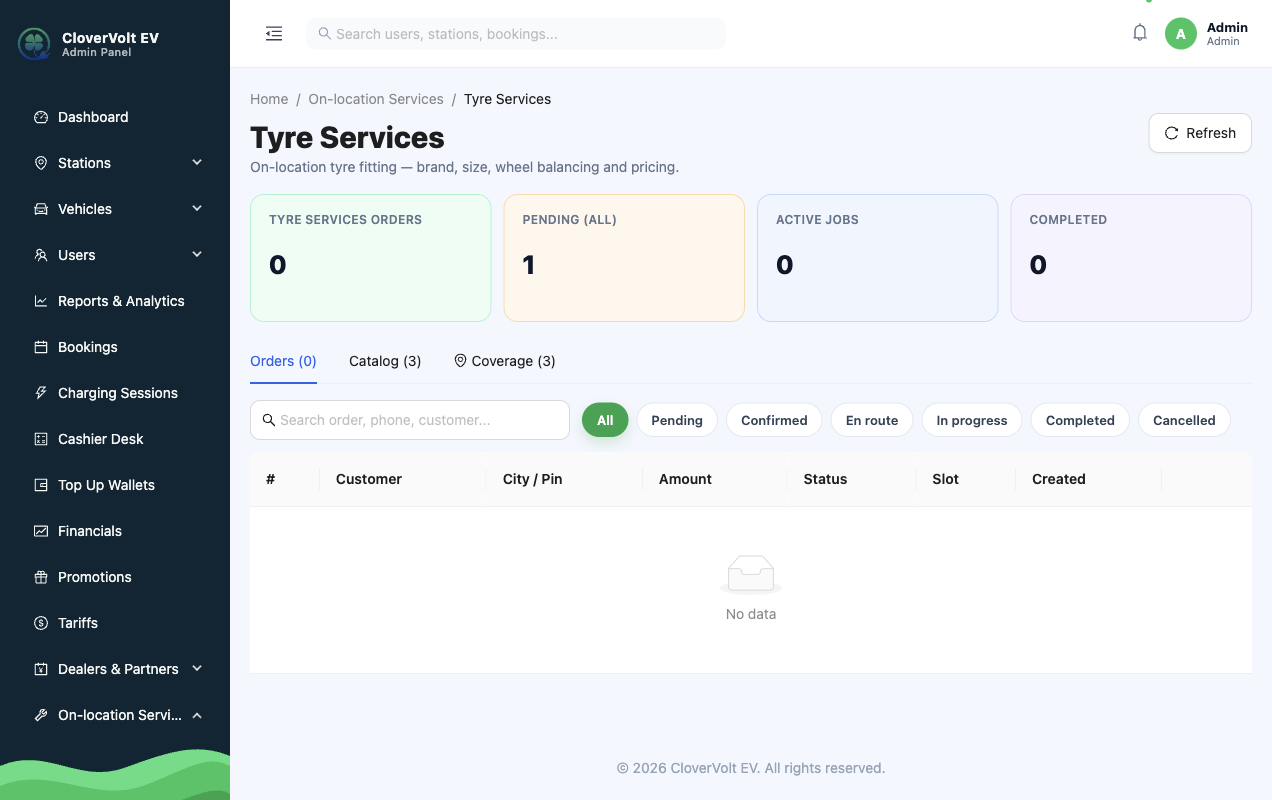 CloverVolt EV
Admin Panel
Dashboard
Stations
Vehicles
Users
Reports & Analytics
Bookings
Charging Sessions
Cashier Desk
Top Up Wallets
Financials
Promotions
Tariffs
Dealers & Partners
On-location Servi...
Search users, stations, bookings...
A
Admin
Admin
Home / On-location Services / Tyre Services
Tyre Services
On-location tyre fitting — brand, size, wheel balancing and pricing.
Refresh
TYRE SERVICES ORDERS
0
PENDING (ALL)
1
ACTIVE JOBS
0
COMPLETED
0
Orders (0) Catalog (3) Coverage (3)
Search order, phone, customer... All Pending Confirmed En route In progress Completed Cancelled
# Customer City / Pin Amount Status Slot Created
No data
© 2026 CloverVolt EV. All rights reserved.